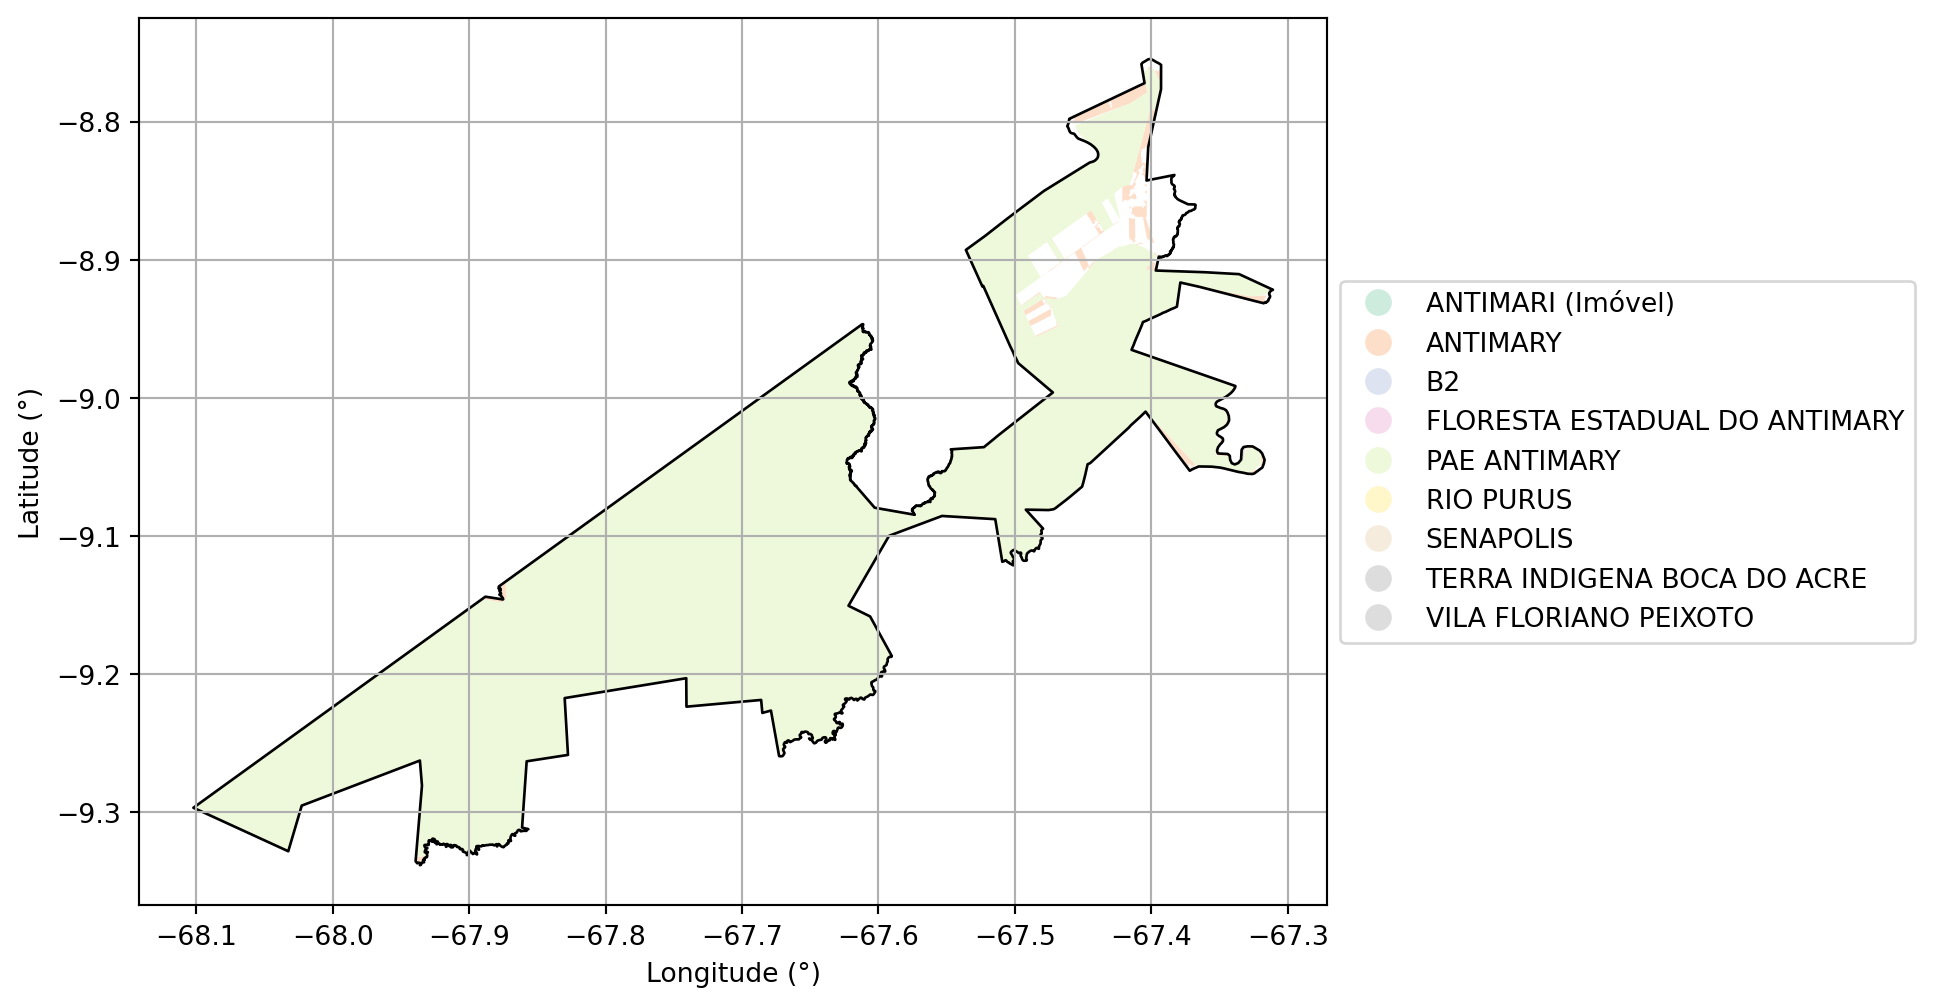 −8.8
−8.9
−9.0
−9.1
−9.2
−9.3
Latitude (°)
−68.1 −68.0 −67.9 −67.8 −67.7 −67.6 −67.5 −67.4 −67.3
Longitude (°)
ANTIMARI (Imóvel)
ANTIMARY
B2
FLORESTA ESTADUAL DO ANTIMARY
PAE ANTIMARY
RIO PURUS
SENAPOLIS
TERRA INDIGENA BOCA DO ACRE
VILA FLORIANO PEIXOTO